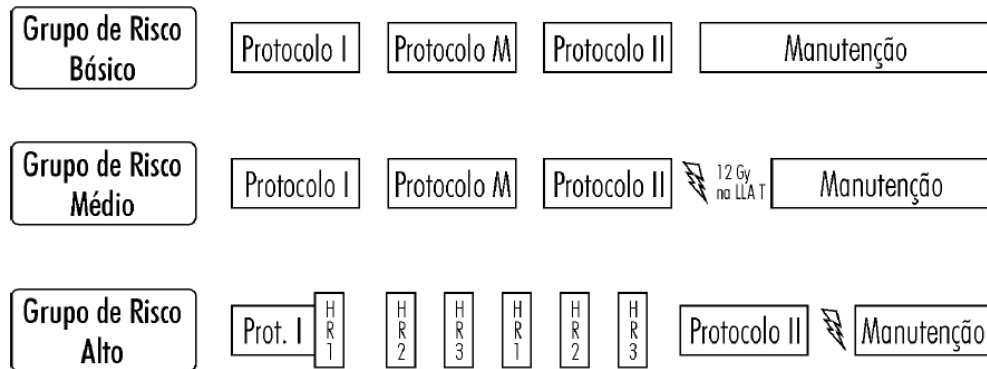 Grupo de Risco
Básico
Protocolo I
Protocolo M
Protocolo II
Manutenção
Grupo de Risco
Médio
Protocolo I
Protocolo M
Protocolo II
12 Gy
na LLA T
Manutenção
Grupo de Risco
Alto
Prot. I
HR1
HR2
HR3
HR1
HR2
HR3
Protocolo II
Manutenção